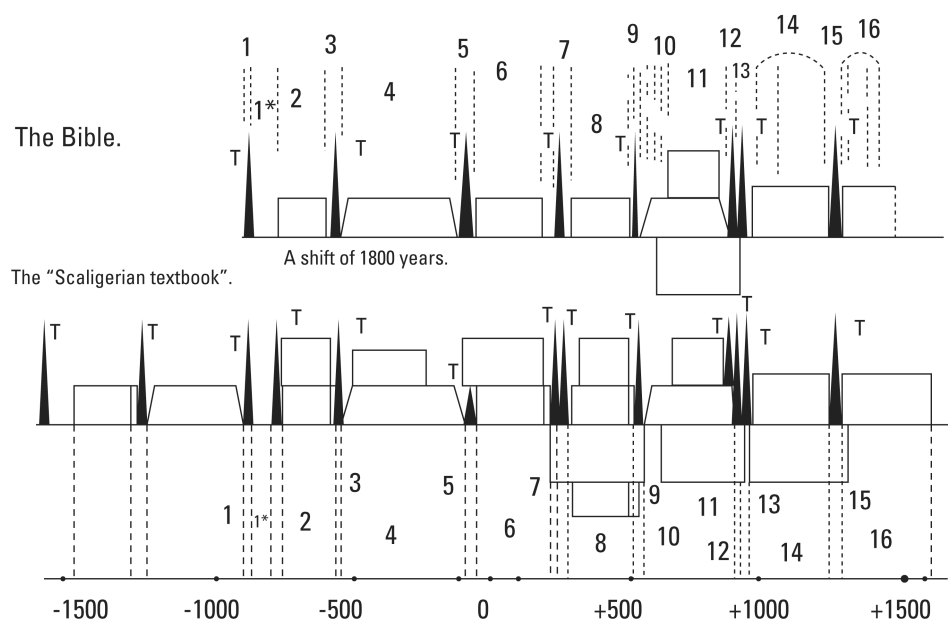 1 3 5 7 9 10 12 14 15 16
1* 2 4 6 8 11 13
The Bible.
T T T T T T T T
A shift of 1800 years.
The “Scaligerian textbook”.
T T T T T T T T T T T T T
1 1* 2 3 4 5 6 7 8 9 10 11 12 13 14 15 16
-1500 -1000 -500 0 +500 +1000 +1500